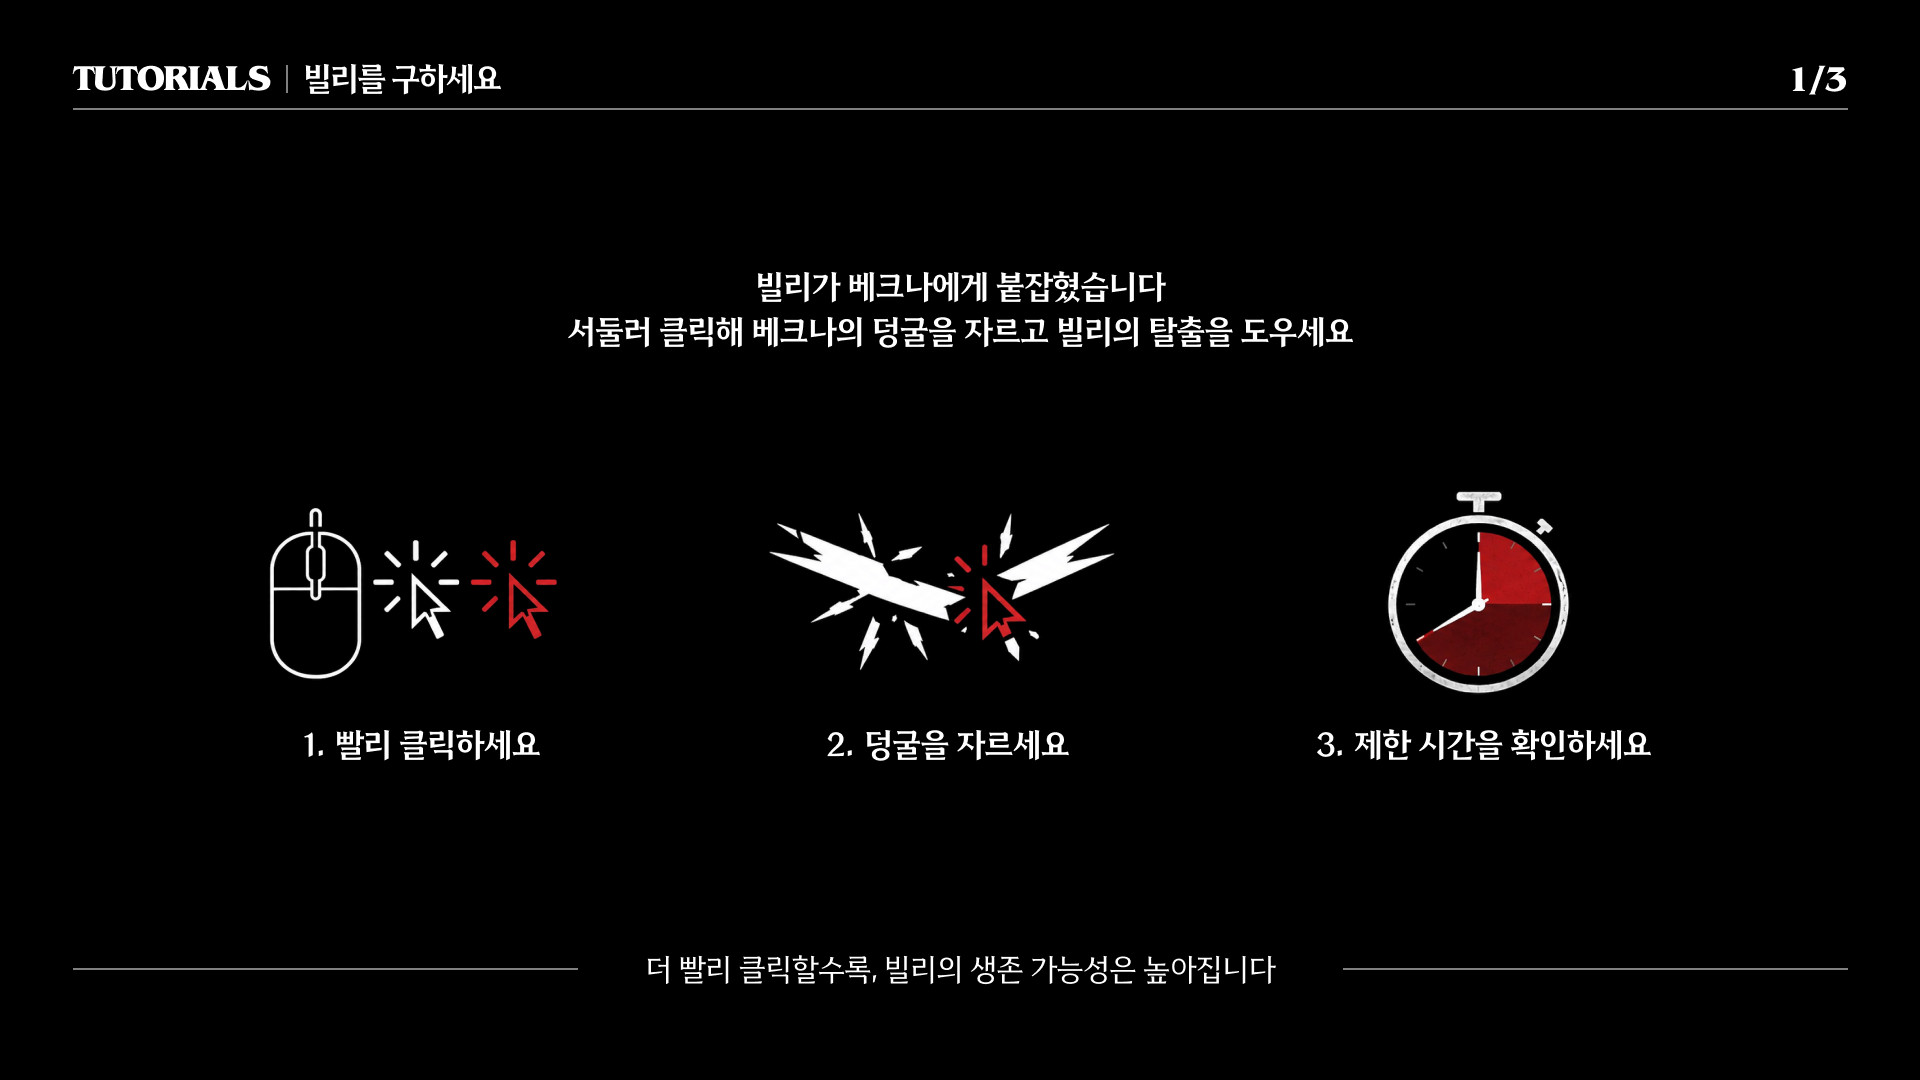 TUTORIALS | 빌리를 구하세요
1/3
빌리가 베크나에게 붙잡혔습니다
서둘러 클릭해 베크나의 덩굴을 자르고 빌리의 탈출을 도우세요
1. 빨리 클릭하세요
2. 덩굴을 자르세요
3. 제한 시간을 확인하세요
더 빨리 클릭할수록, 빌리의 생존 가능성은 높아집니다